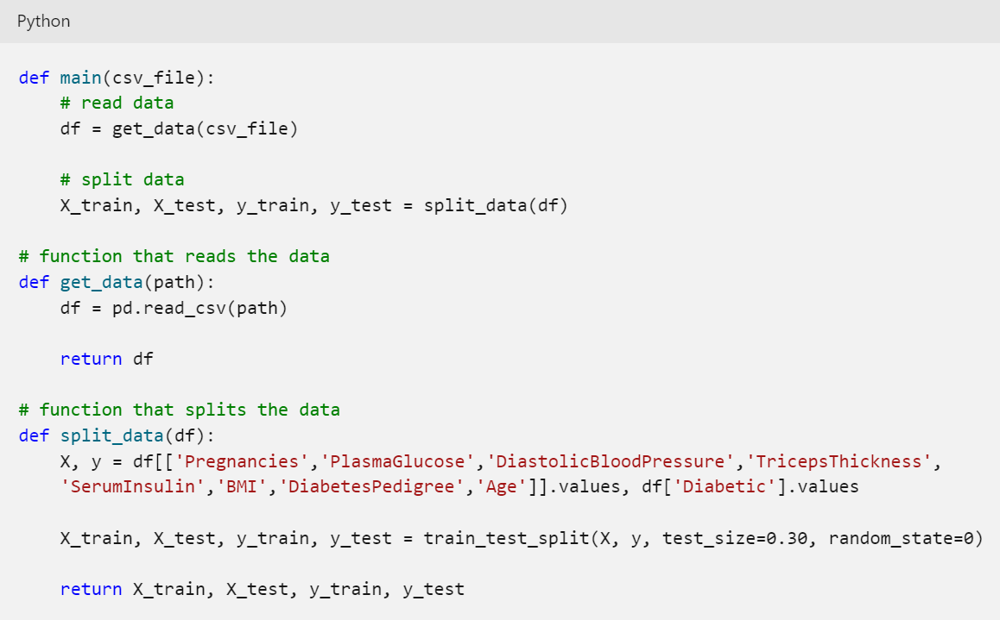 Python
def main(csv_file):
    # read data
    df = get_data(csv_file)

    # split data
    X_train, X_test, y_train, y_test = split_data(df)

# function that reads the data
def get_data(path):
    df = pd.read_csv(path)

    return df

# function that splits the data
def split_data(df):
    X, y = df[['Pregnancies','PlasmaGlucose','DiastolicBloodPressure','TricepsThickness',
    'SerumInsulin','BMI','DiabetesPedigree','Age']].values, df['Diabetic'].values

    X_train, X_test, y_train, y_test = train_test_split(X, y, test_size=0.30, random_state=0)

    return X_train, X_test, y_train, y_test